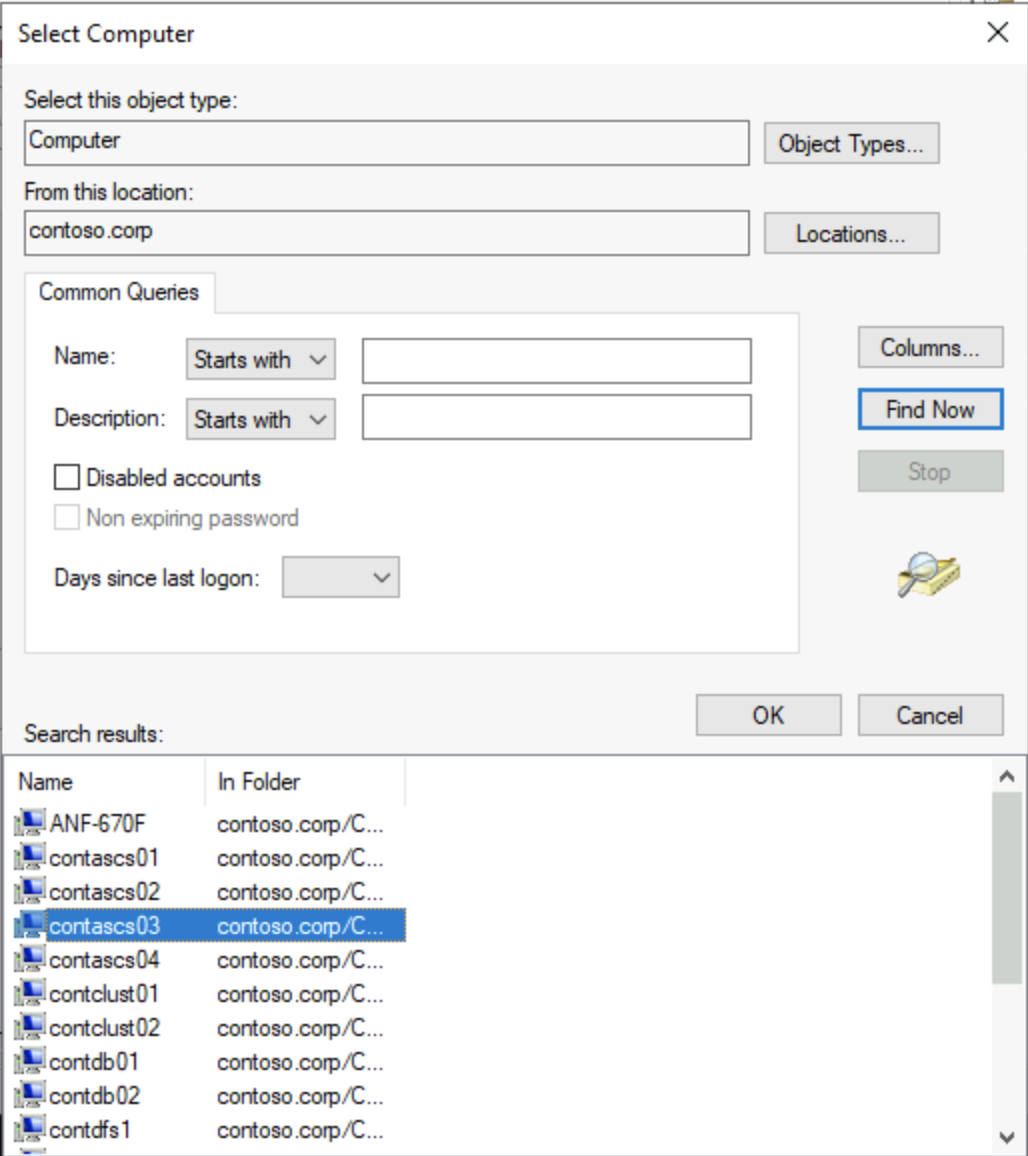 Select Computer
Select this object type:
Computer
Object Types...
From this location:
contoso.corp
Locations...
Common Queries
Name: Starts with
Columns...
Description: Starts with
Find Now
Disabled accounts
Stop
Non expiring password
Days since last logon:
OK Cancel
Search results:
Name In Folder
ANF-670F contoso.corp/C...
contascs01 contoso.corp/C...
contascs02 contoso.corp/C...
contascs03 contoso.corp/C...
contascs04 contoso.corp/C...
contclust01 contoso.corp/C...
contclust02 contoso.corp/C...
contdb01 contoso.corp/C...
contdb02 contoso.corp/C...
contdfs1 contoso.corp/C...